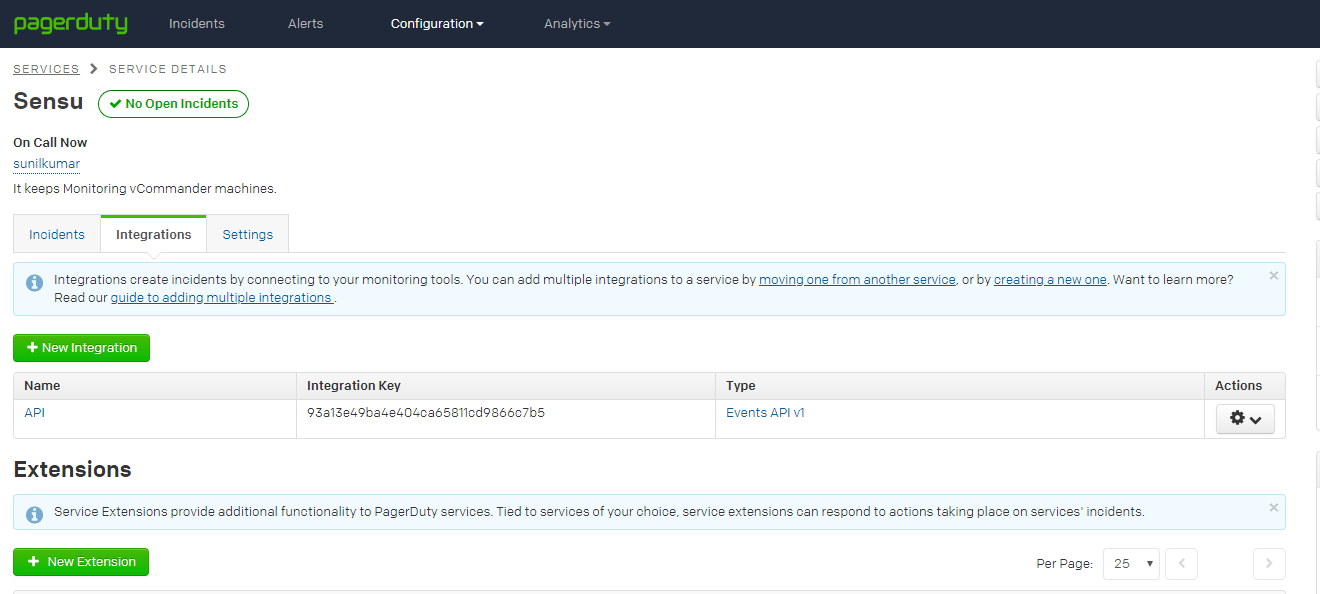 pagerduty Incidents Alerts Configuration Analytics
SERVICES > SERVICE DETAILS
Sensu ✔ No Open Incidents
On Call Now
sunilkumar
It keeps Monitoring vCommander machines.
Incidents Integrations Settings
Integrations create incidents by connecting to your monitoring tools. You can add multiple integrations to a service by moving one from another service, or by creating a new one. Want to learn more? ×
Read our guide to adding multiple integrations .
+ New Integration
Name Integration Key Type Actions
API 93a13e49ba4e404ca65811cd9866c7b5 Events API v1
Extensions
Service Extensions provide additional functionality to PagerDuty services. Tied to services of your choice, service extensions can respond to actions taking place on services' incidents. ×
+ New Extension Per Page: 25 < >